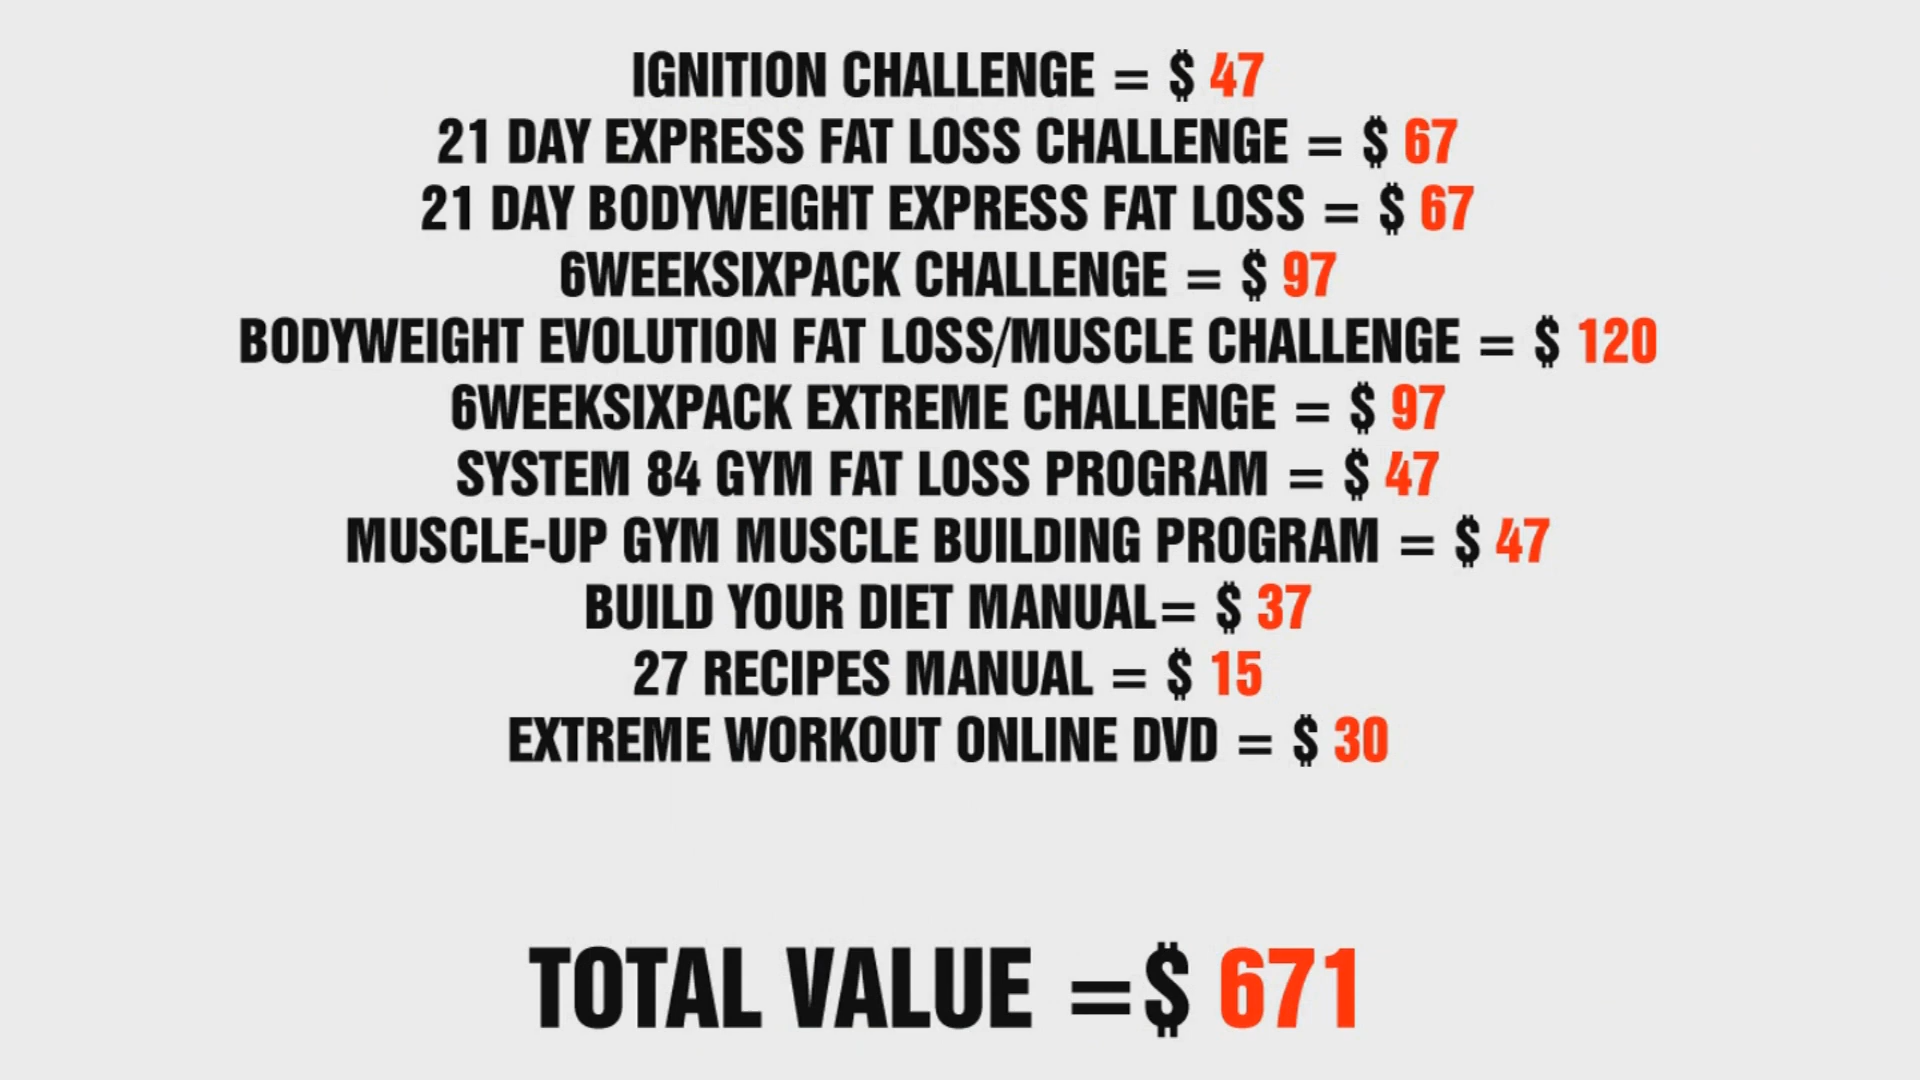 IGNITION CHALLENGE = $ 47
21 DAY EXPRESS FAT LOSS CHALLENGE = $ 67
21 DAY BODYWEIGHT EXPRESS FAT LOSS = $ 67
6WEEKSIXPACK CHALLENGE = $ 97
BODYWEIGHT EVOLUTION FAT LOSS/MUSCLE CHALLENGE = $ 120
6WEEKSIXPACK EXTREME CHALLENGE = $ 97
SYSTEM 84 GYM FAT LOSS PROGRAM = $ 47
MUSCLE-UP GYM MUSCLE BUILDING PROGRAM = $ 47
BUILD YOUR DIET MANUAL= $ 37
27 RECIPES MANUAL = $ 15
EXTREME WORKOUT ONLINE DVD = $ 30
TOTAL VALUE =$ 671